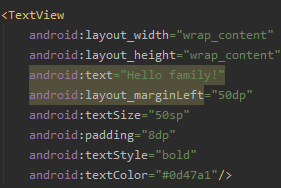 <TextView
android:layout_width="wrap_content"
android:layout_height="wrap_content"
android:text="Hello family!"
android:layout_marginLeft="50dp"
android:textSize="50sp"
android:padding="8dp"
android:textStyle="bold"
android:textColor="#0d47a1"/>